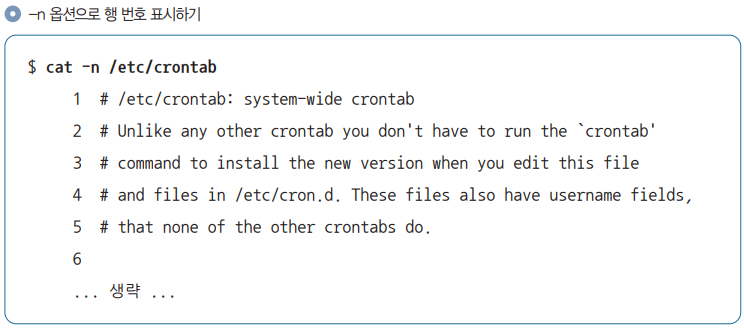 –n 옵션으로 행 번호 표시하기
$ cat -n /etc/crontab
1 # /etc/crontab: system-wide crontab
2 # Unlike any other crontab you don't have to run the `crontab'
3 # command to install the new version when you edit this file
4 # and files in /etc/cron.d. These files also have username fields,
5 # that none of the other crontabs do.
6
... 생략 ...